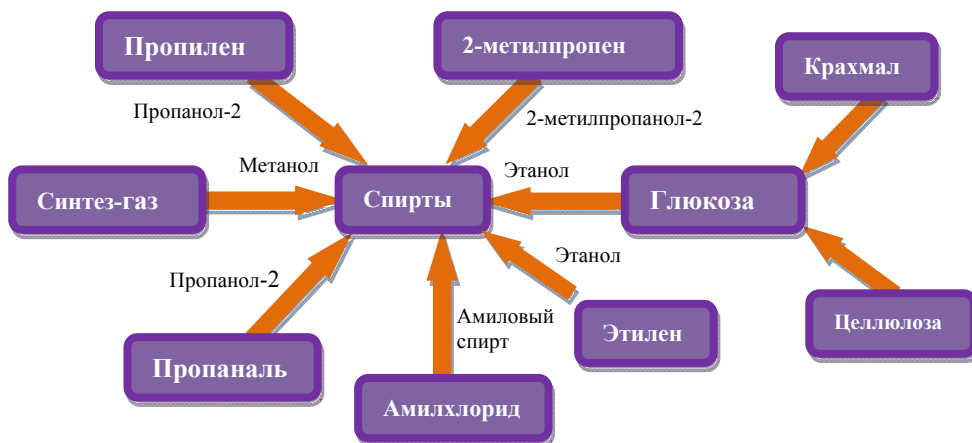 Пропилен
2-метилпропен
Крахмал
Пропанол-2
2-метилпропанол-2
Метанол
Этанол
Синтез-газ
Спирты
Глюкоза
Этанол
Пропанол-2
Амиловый
спирт
Этилен
Целлюлоза
Пропаналь
Амилхлорид